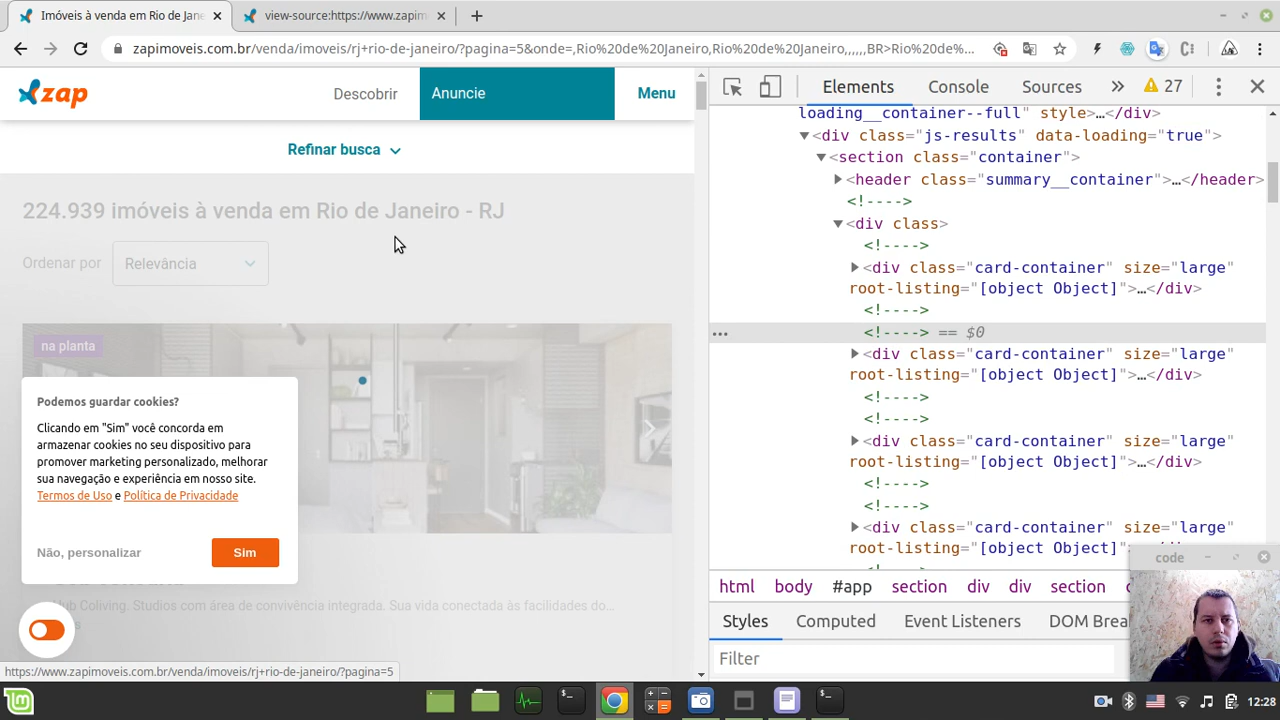 Imóveis à venda em Rio de Jane
view-source:https://www.zapim
zapimoveis.com.br/venda/imoveis/rj+rio-de-janeiro/?pagina=5&onde=,Rio%20de%20Janeiro,Rio%20de%20Janeiro,,,,,,BR>Rio%20de%...
zap
Descobrir
Anuncie
Menu
Refinar busca
224.939 imóveis à venda em Rio de Janeiro - RJ
Ordenar por
Relevância
na planta
Podemos guardar cookies?
Clicando em "Sim" você concorda em
armazenar cookies no seu dispositivo para
promover marketing personalizado, melhorar
sua navegação e experiência em nosso site.
Termos de Uso e Política de Privacidade
Não, personalizar
Sim
Hub Coliving. Studios com área de convivência integrada. Sua vida conectada às facilidades do...
https://www.zapimoveis.com.br/venda/imoveis/rj+rio-de-janeiro/?pagina=5
Elements
Console
Sources
»
27
loading__container--full" style>…</div>
<div class="js-results" data-loading="true">
<section class="container">
<header class="summary__container">…</header>
<!---->
<div class>
<!---->
<div class="card-container" size="large"
root-listing="[object Object]">…</div>
<!---->
<!----> == $0
<div class="card-container" size="large"
root-listing="[object Object]">…</div>
<!---->
<!---->
<div class="card-container" size="large"
root-listing="[object Object]">…</div>
<!---->
<!---->
<div class="card-container" size="large"
root-listing="[object Object]">…</div>
html
body
#app
section
div
div
section
Styles
Computed
Event Listeners
DOM Brea
Filter
code
12:28